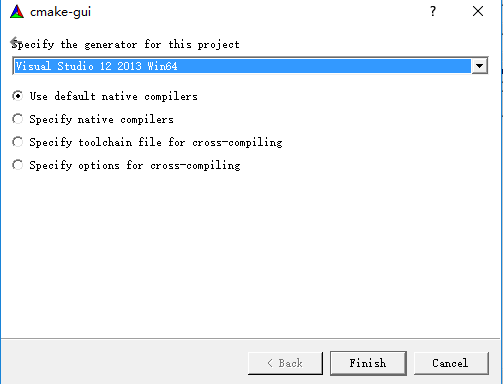 cmake-gui
?
Specify the generator for this project
Visual Studio 12 2013 Win64
Use default native compilers
Specify native compilers
Specify toolchain file for cross-compiling
Specify options for cross-compiling
< Back Finish Cancel